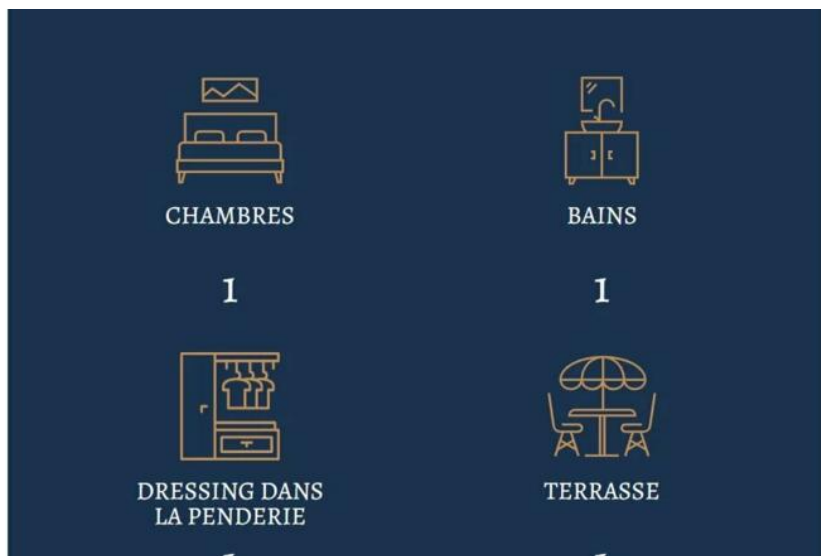 CHAMBRES
BAINS
1
1
DRESSING DANS
LA PENDERIE
TERRASSE